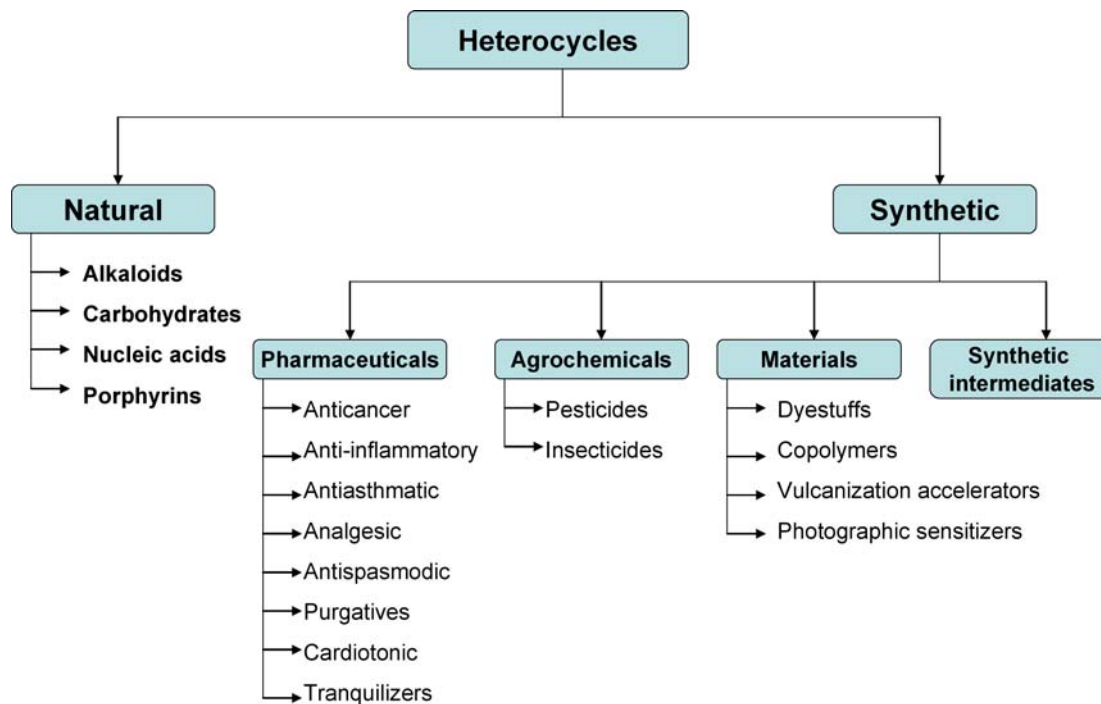 Heterocycles
Natural
Synthetic
Alkaloids
Carbohydrates
Nucleic acids
Porphyrins
Pharmaceuticals
Anticancer
Anti-inflammatory
Antiasthmatic
Analgesic
Antispasmodic
Purgatives
Cardiotonic
Tranquilizers
Agrochemicals
Pesticides
Insecticides
Materials
Dyestuffs
Copolymers
Vulcanization accelerators
Photographic sensitizers
Synthetic
intermediates